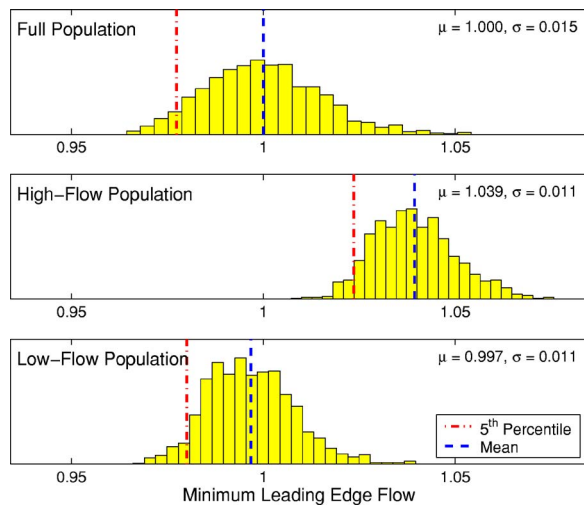 Full Population
μ = 1.000, σ = 0.015
0.95 1 1.05
High−Flow Population
μ = 1.039, σ = 0.011
0.95 1 1.05
Low−Flow Population
μ = 0.997, σ = 0.011
5th Percentile
Mean
0.95 1 1.05
Minimum Leading Edge Flow